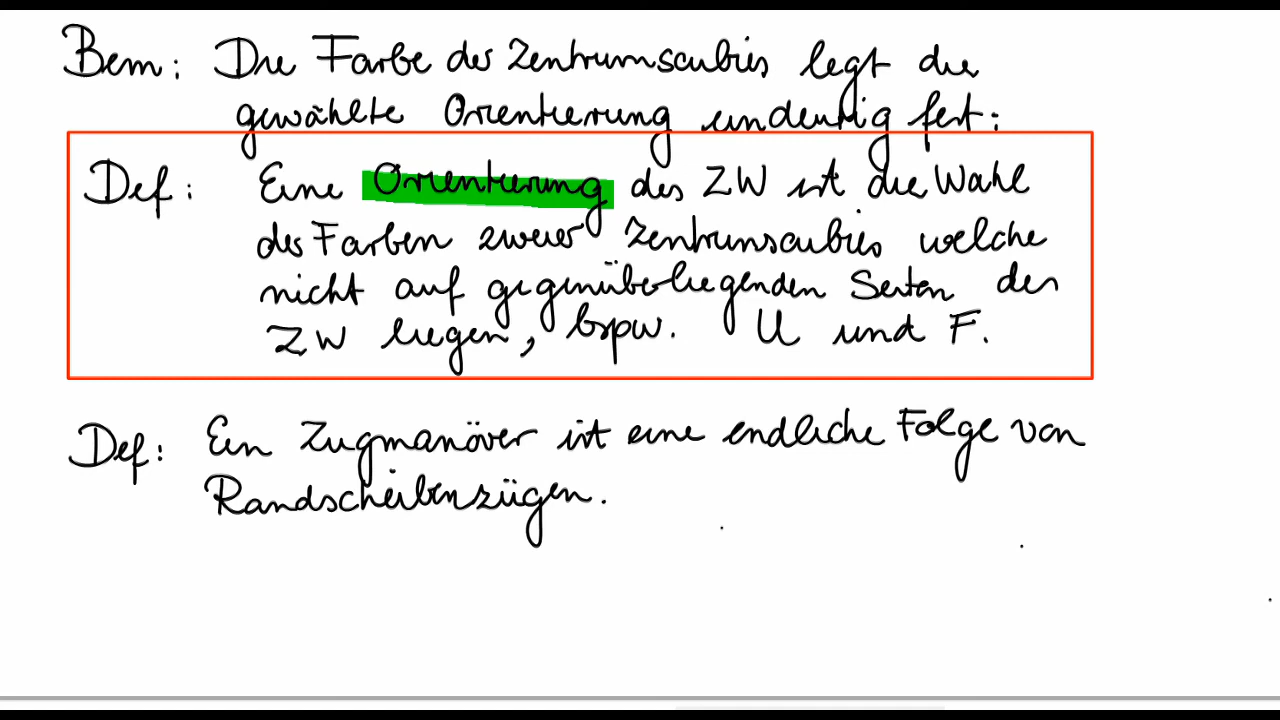 Bem: Die Farbe der Zentrumscubies legt die
gewählte Orientierung eindeutig fest:
Def: Eine Orientierung des ZW ist die Wahl
der Farben zweier Zentrumscubies welche
nicht auf gegenüberliegenden Seiten des
ZW liegen, bspw. U und F.
Def: Ein Zugmanöver ist eine endliche Folge von
Randscheibenzügen.